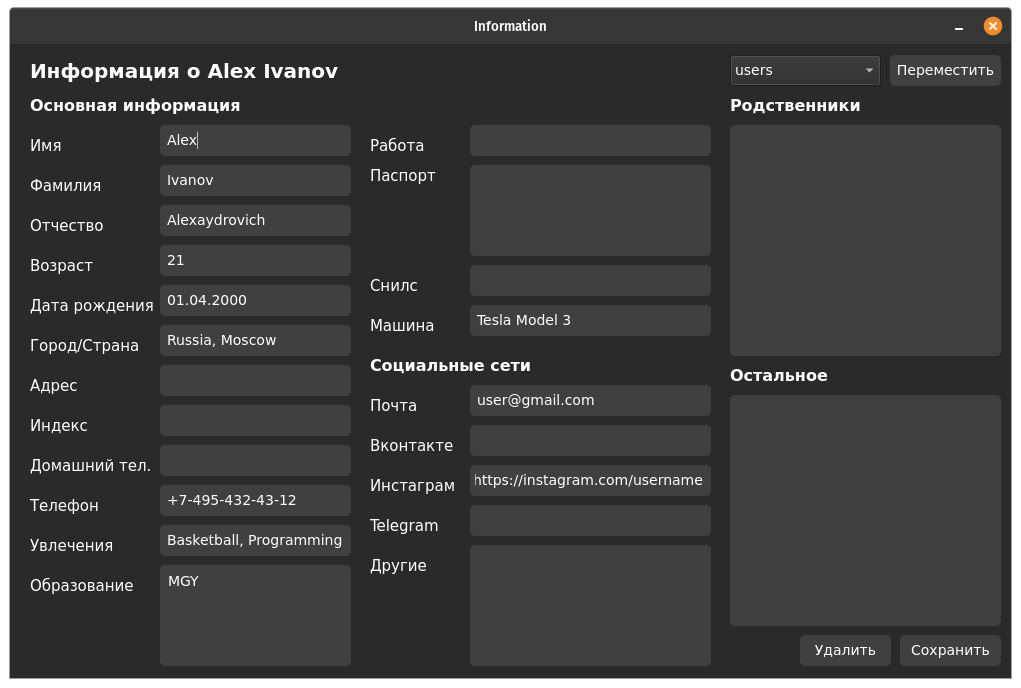 Information
Информация о Alex Ivanov
users
Переместить
Основная информация
Имя
Alex
Фамилия
Ivanov
Отчество
Alexaydrovich
Возраст
21
Дата рождения
01.04.2000
Город/Страна
Russia, Moscow
Адрес
Индекс
Домашний тел.
Телефон
+7-495-432-43-12
Увлечения
Basketball, Programming
Образование
MGY
Работа
Паспорт
Снилс
Машина
Tesla Model 3
Социальные сети
Почта
user@gmail.com
Вконтакте
Инстаграм
https://instagram.com/username
Telegram
Другие
Родственники
Остальное
Удалить
Сохранить